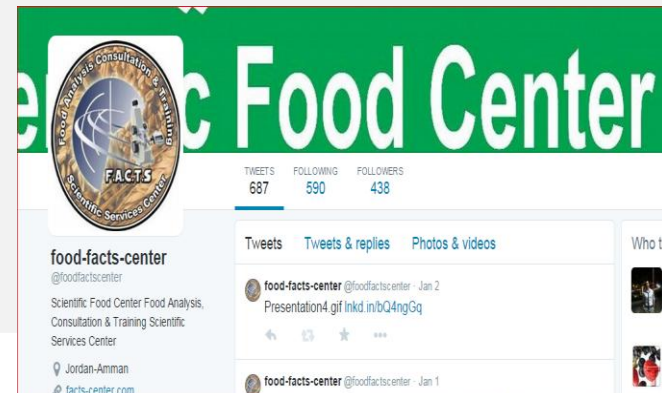 Food Center
Food Analysis Consultation & Training
F.A.C.T.S
Scientific Services Center
TWEETS FOLLOWING FOLLOWERS
687 590 438
food-facts-center
@foodfactscenter
Scientific Food Center Food Analysis,
Consultation & Training Scientific
Services Center
Jordan-Amman
facts-center.com
Tweets Tweets & replies Photos & videos
food-facts-center @foodfactscenter · Jan 2
Presentation4.gif lnkd.in/bQ4ngGq
food-facts-center @foodfactscenter · Jan 1
Who t